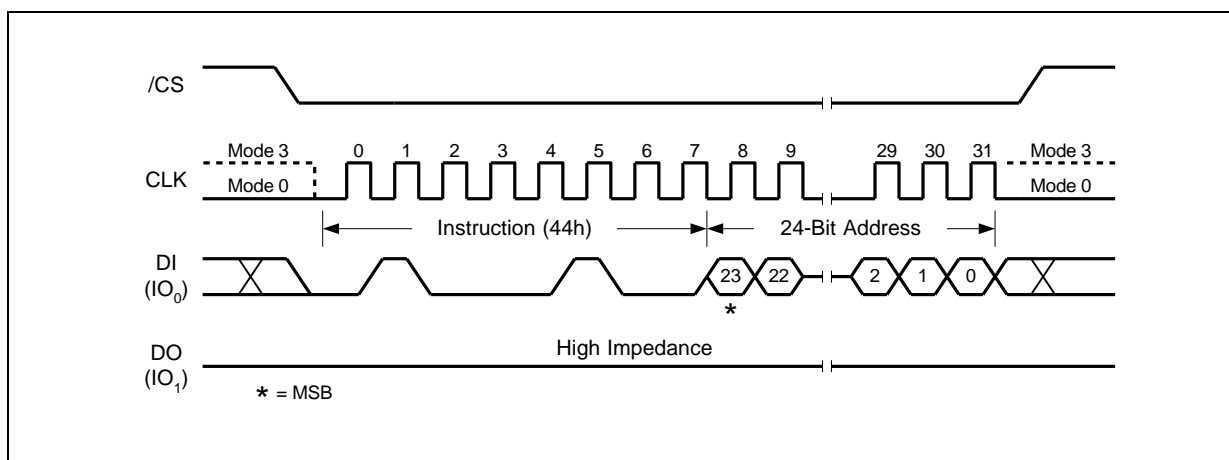 /CS
Mode 3
0 1 2 3 4 5 6 7 8 9 29 30 31
Mode 3
CLK
Mode 0
Mode 0
Instruction (44h)
24-Bit Address
DI
(IO0)
23 22 2 1 0
*
DO
(IO1)
High Impedance
* = MSB